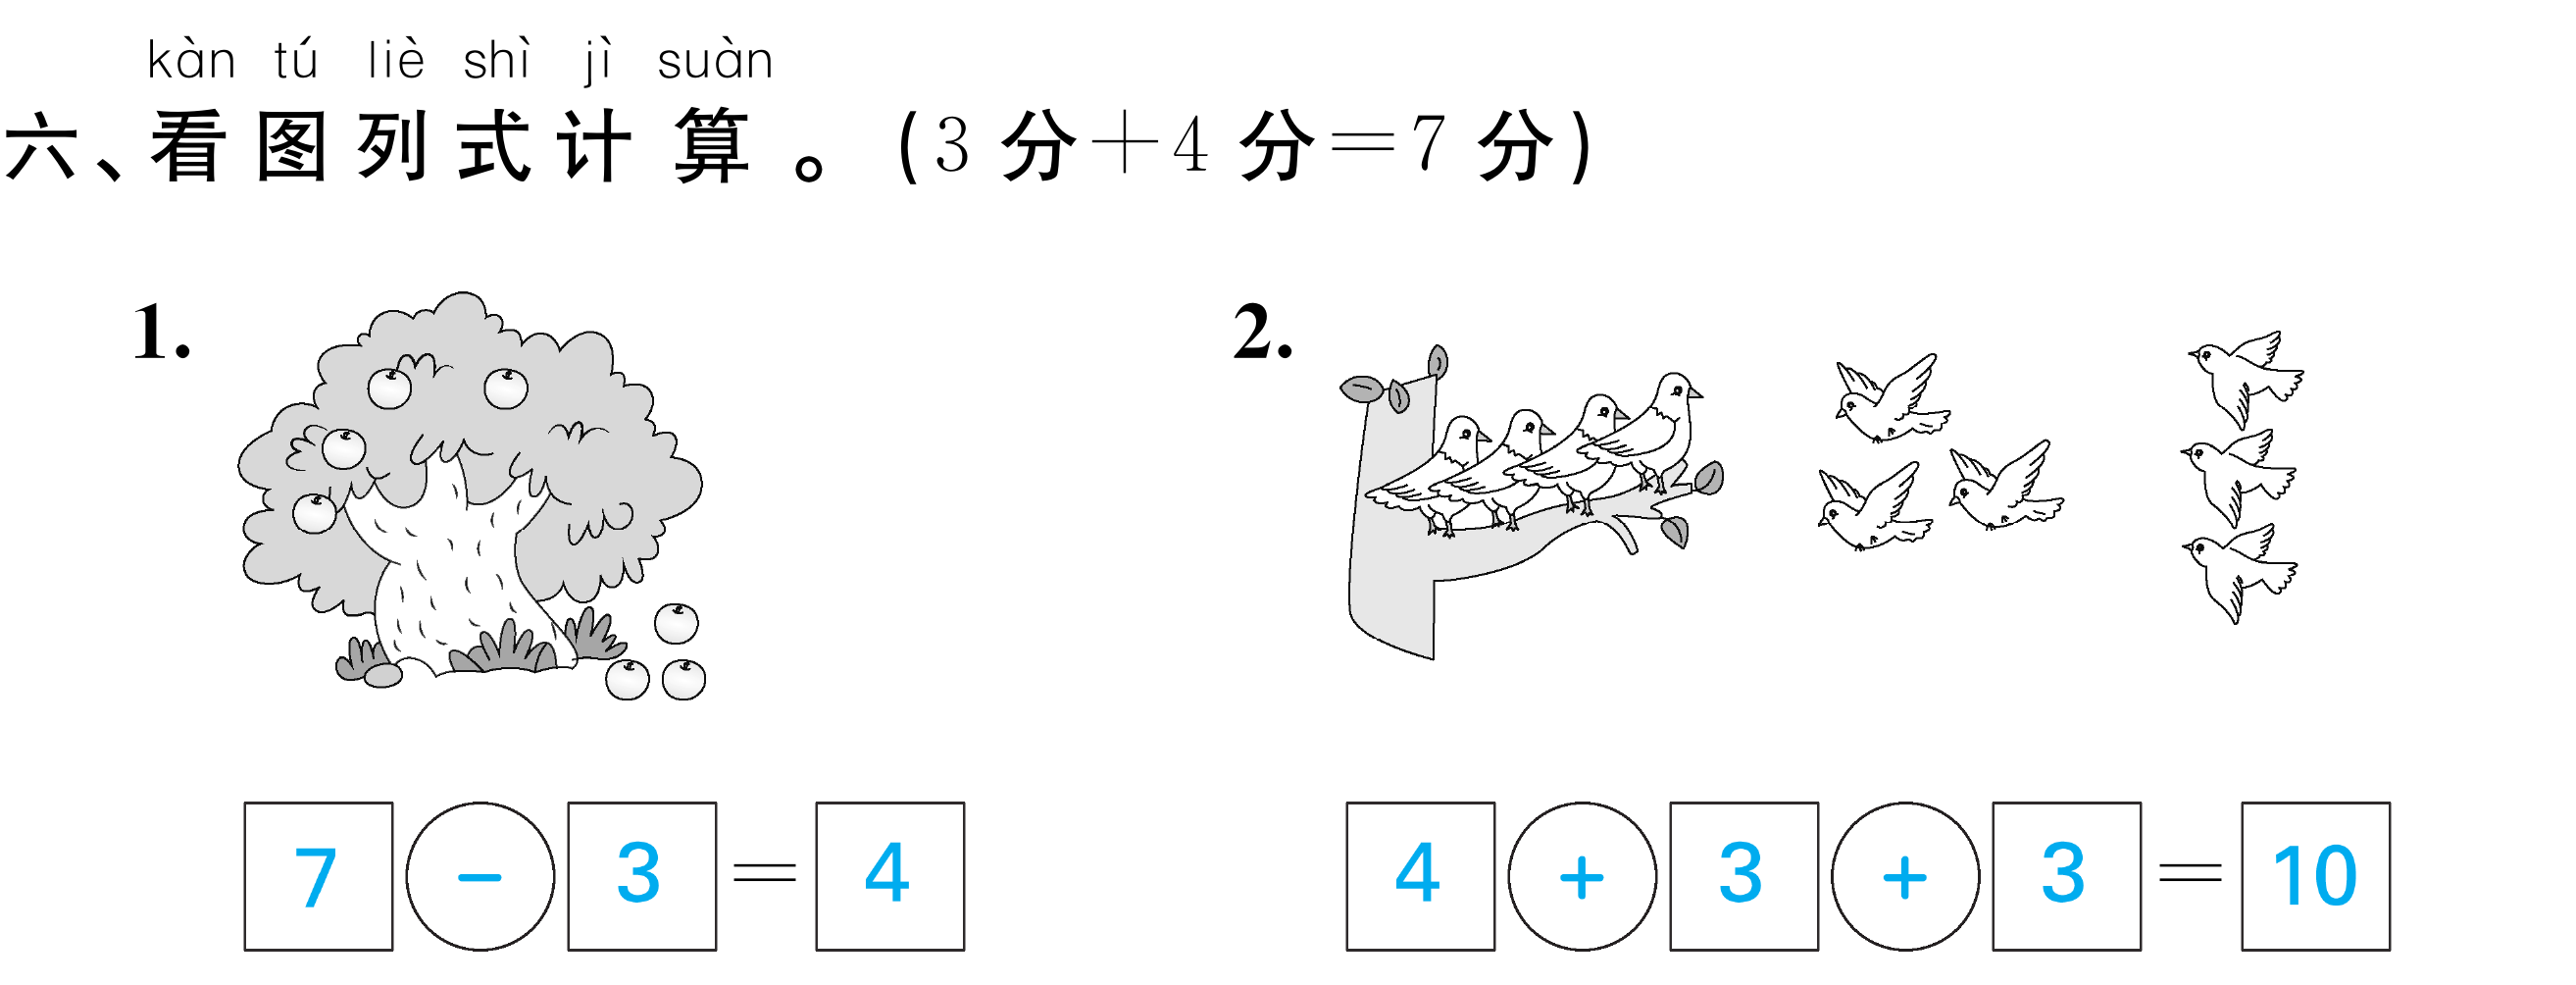 kàn tú liè shì jì suàn
六、看图列式计算。(3分+4分=7分)
1.
2.
7 - 3 = 4
4 + 3 + 3 = 10